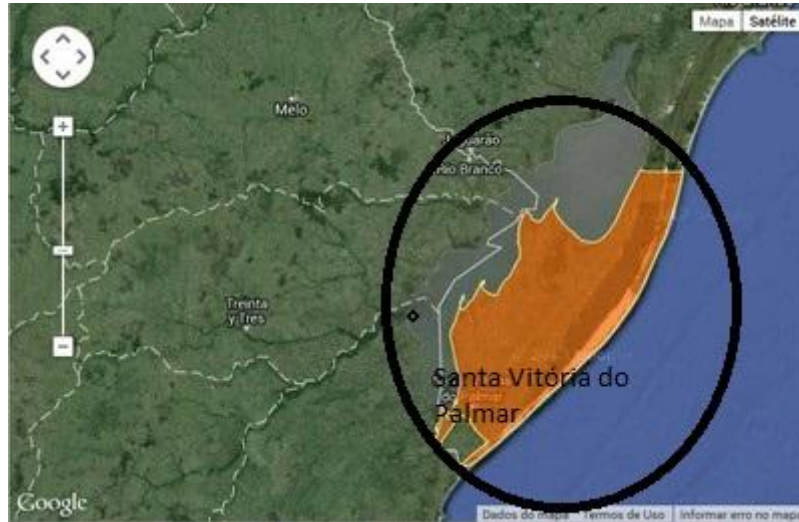 Mapa
Satélite
Melo
Rio Branco
Treinta
y Tres
Santa Vitória do
Palmar
Google
Dados do mapa
Termos de Uso
Informar erro no mapa